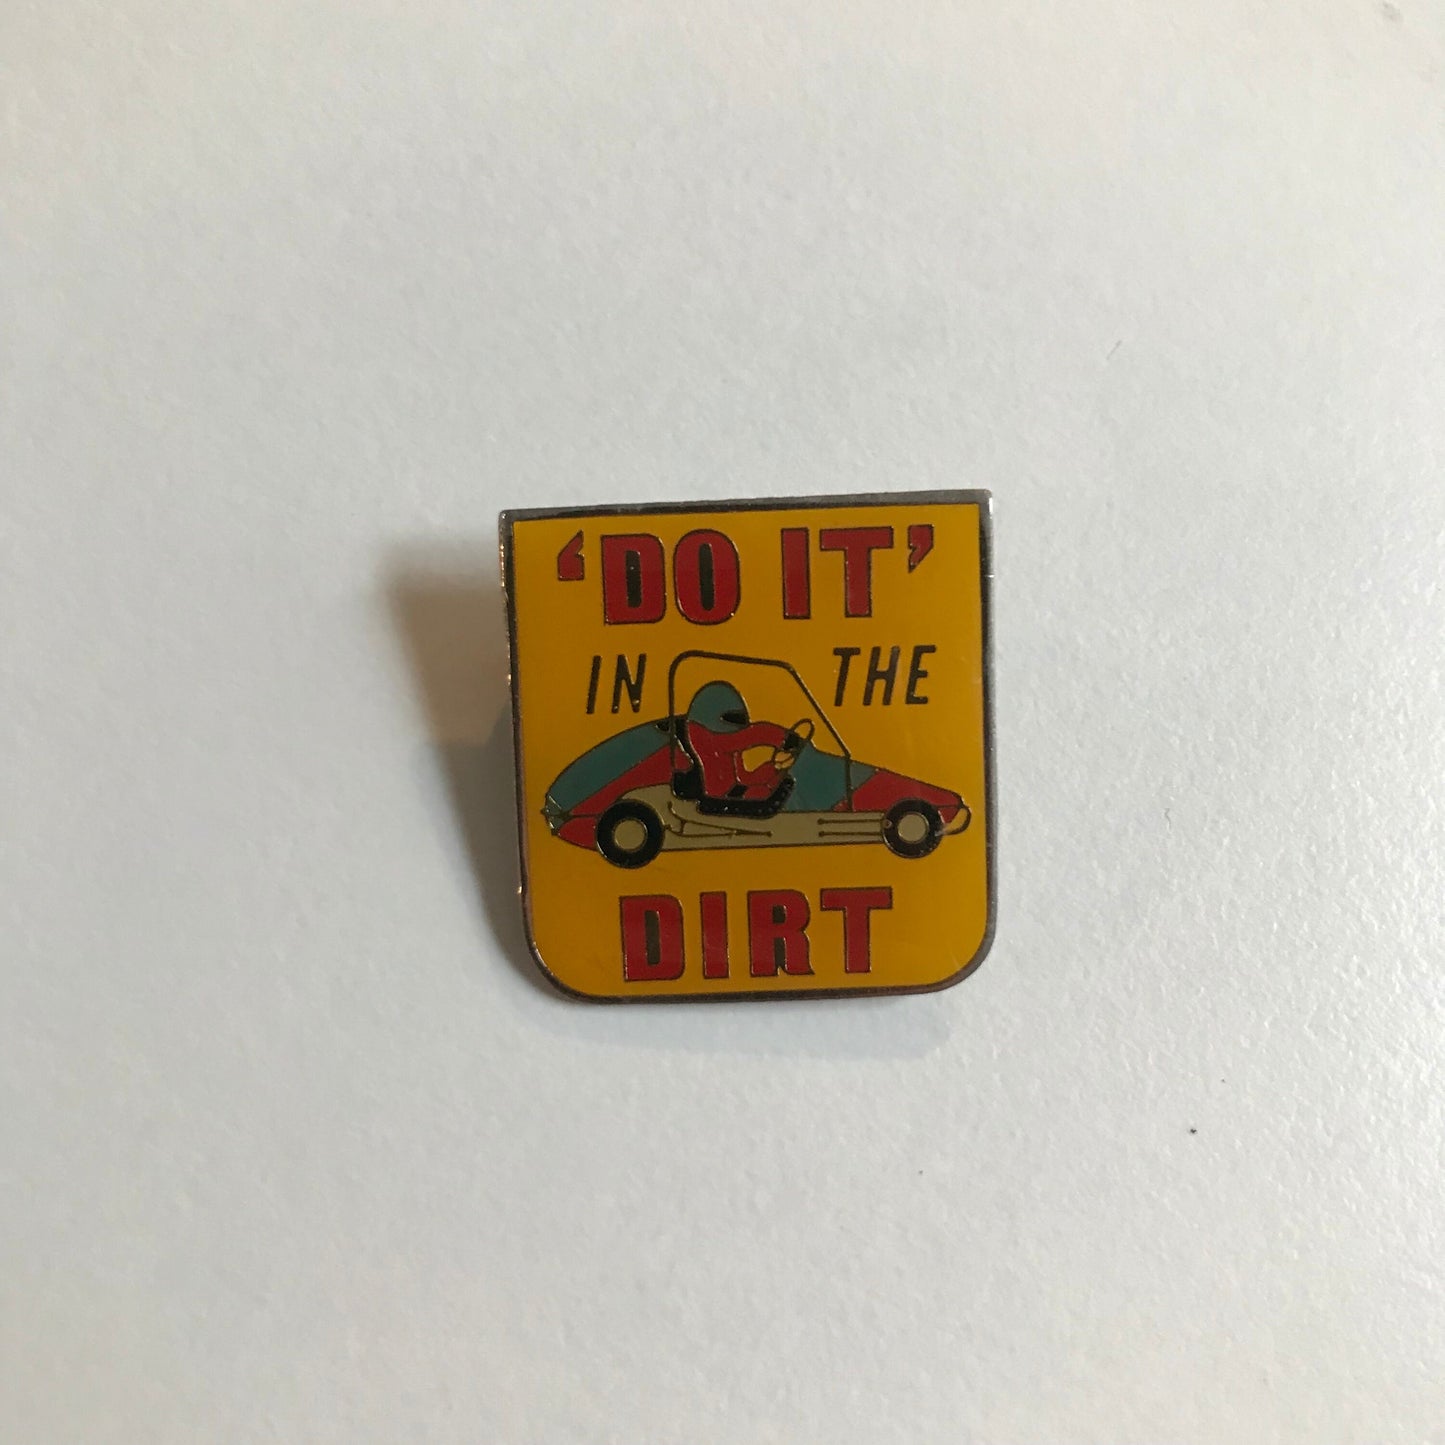 ‘DO IT’
IN THE
DIRT